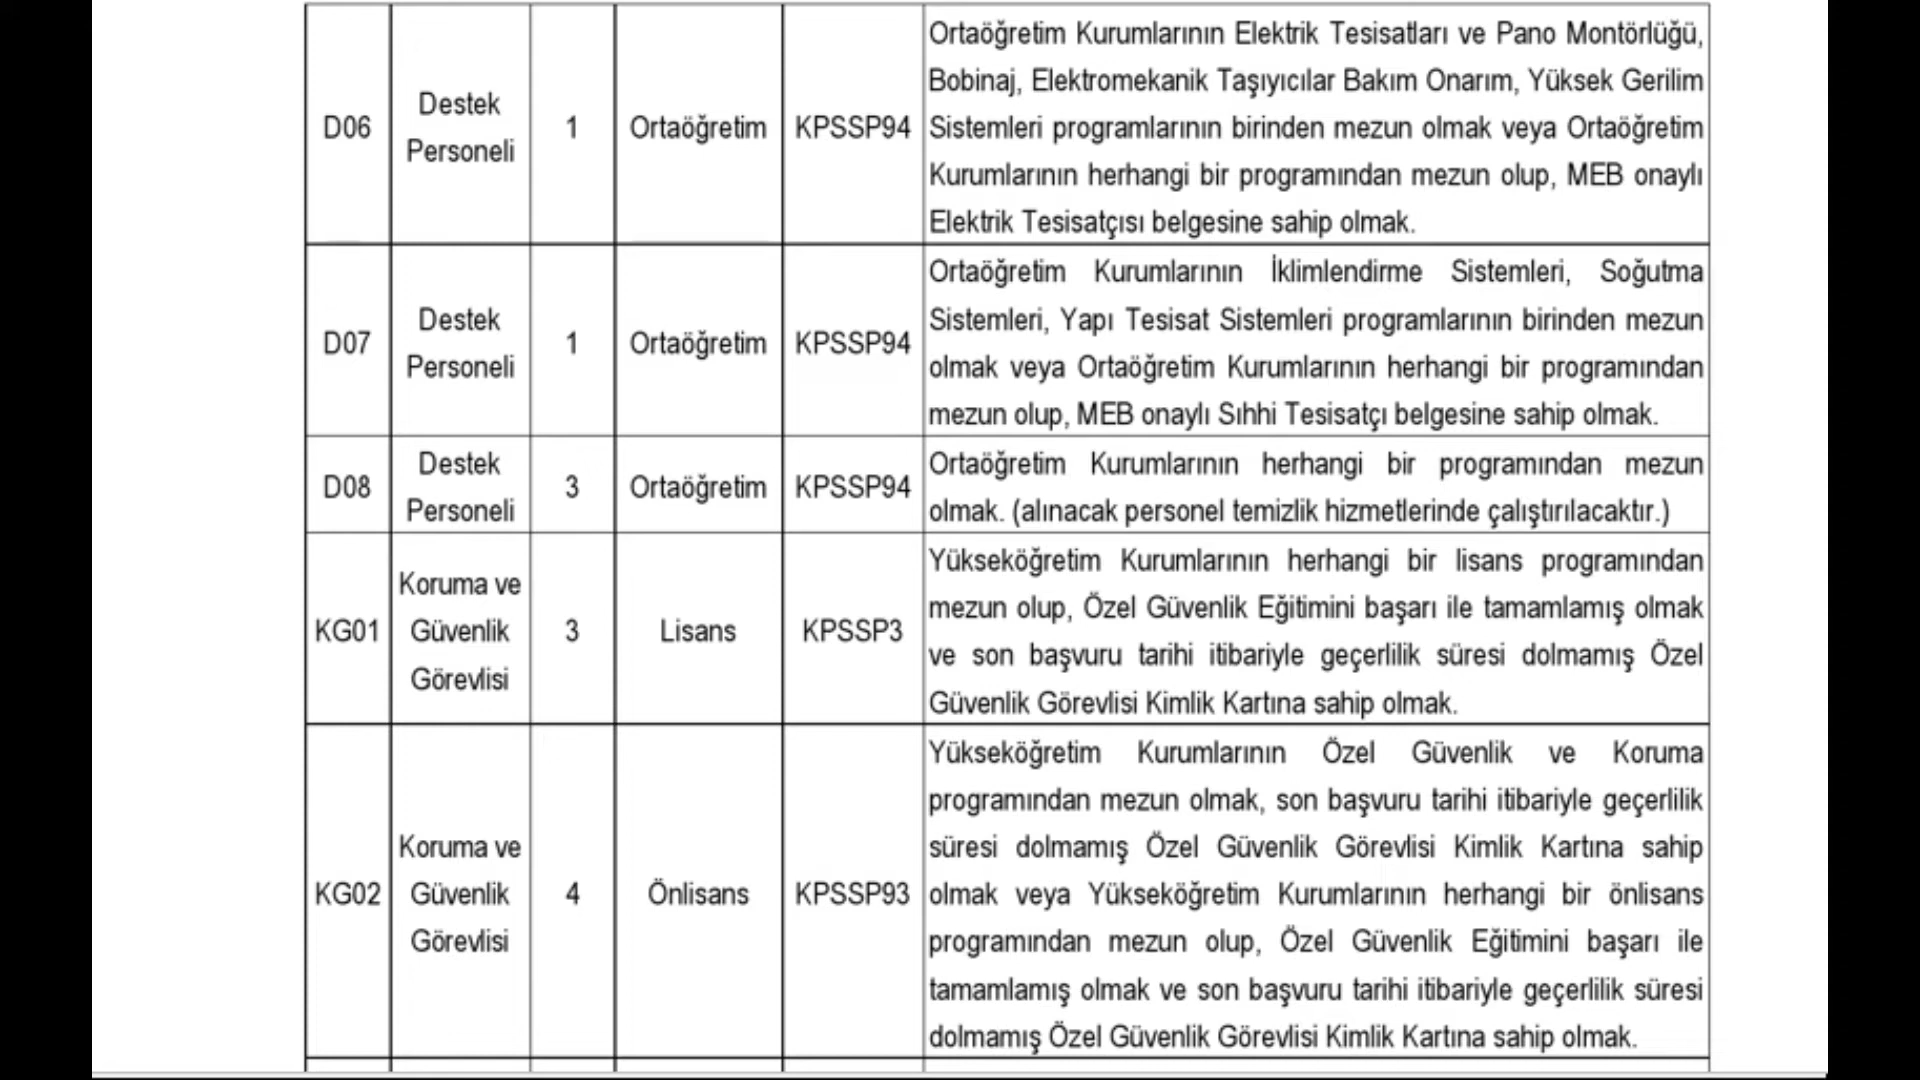 D06
Destek
Personeli
1
Ortaöğretim
KPSSP94
Ortaöğretim Kurumlarının Elektrik Tesisatları ve Pano Montörlüğü,
Bobinaj, Elektromekanik Taşıyıcılar Bakım Onarım, Yüksek Gerilim
Sistemleri programlarının birinden mezun olmak veya Ortaöğretim
Kurumlarının herhangi bir programından mezun olup, MEB onaylı
Elektrik Tesisatçısı belgesine sahip olmak.
D07
Destek
Personeli
1
Ortaöğretim
KPSSP94
Ortaöğretim Kurumlarının İklimlendirme Sistemleri, Soğutma
Sistemleri, Yapı Tesisat Sistemleri programlarının birinden mezun
olmak veya Ortaöğretim Kurumlarının herhangi bir programından
mezun olup, MEB onaylı Sıhhi Tesisatçı belgesine sahip olmak.
D08
Destek
Personeli
3
Ortaöğretim
KPSSP94
Ortaöğretim Kurumlarının herhangi bir programından mezun
olmak. (alınacak personel temizlik hizmetlerinde çalıştırılacaktır.)
KG01
Koruma ve
Güvenlik
Görevlisi
3
Lisans
KPSSP3
Yükseköğretim Kurumlarının herhangi bir lisans programından
mezun olup, Özel Güvenlik Eğitimini başarı ile tamamlamış olmak
ve son başvuru tarihi itibariyle geçerlilik süresi dolmamış Özel
Güvenlik Görevlisi Kimlik Kartına sahip olmak.
KG02
Koruma ve
Güvenlik
Görevlisi
4
Önlisans
KPSSP93
Yükseköğretim Kurumlarının Özel Güvenlik ve Koruma
programından mezun olmak, son başvuru tarihi itibariyle geçerlilik
süresi dolmamış Özel Güvenlik Görevlisi Kimlik Kartına sahip
olmak veya Yükseköğretim Kurumlarının herhangi bir önlisans
programından mezun olup, Özel Güvenlik Eğitimini başarı ile
tamamlamış olmak ve son başvuru tarihi itibariyle geçerlilik süresi
dolmamış Özel Güvenlik Görevlisi Kimlik Kartına sahip olmak.